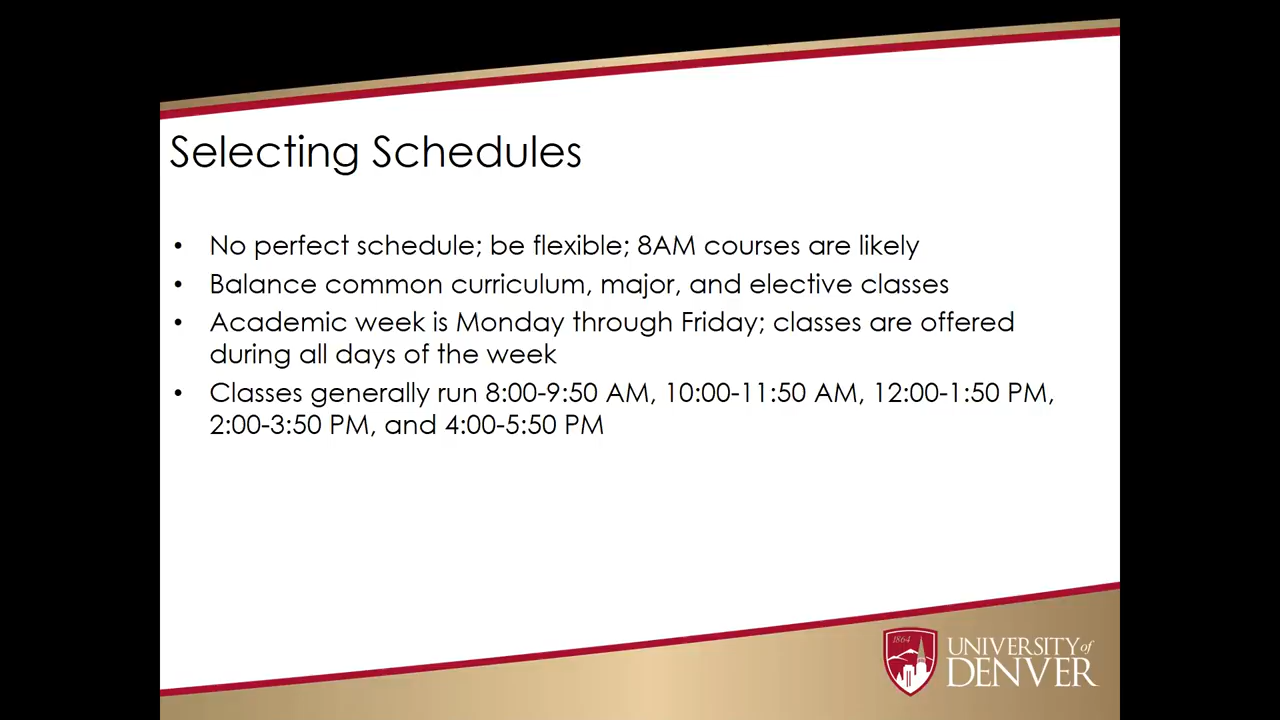 Selecting Schedules
• No perfect schedule; be flexible; 8AM courses are likely
• Balance common curriculum, major, and elective classes
• Academic week is Monday through Friday; classes are offered
during all days of the week
• Classes generally run 8:00-9:50 AM, 10:00-11:50 AM, 12:00-1:50 PM,
2:00-3:50 PM, and 4:00-5:50 PM
1864
UNIVERSITY of
DENVER